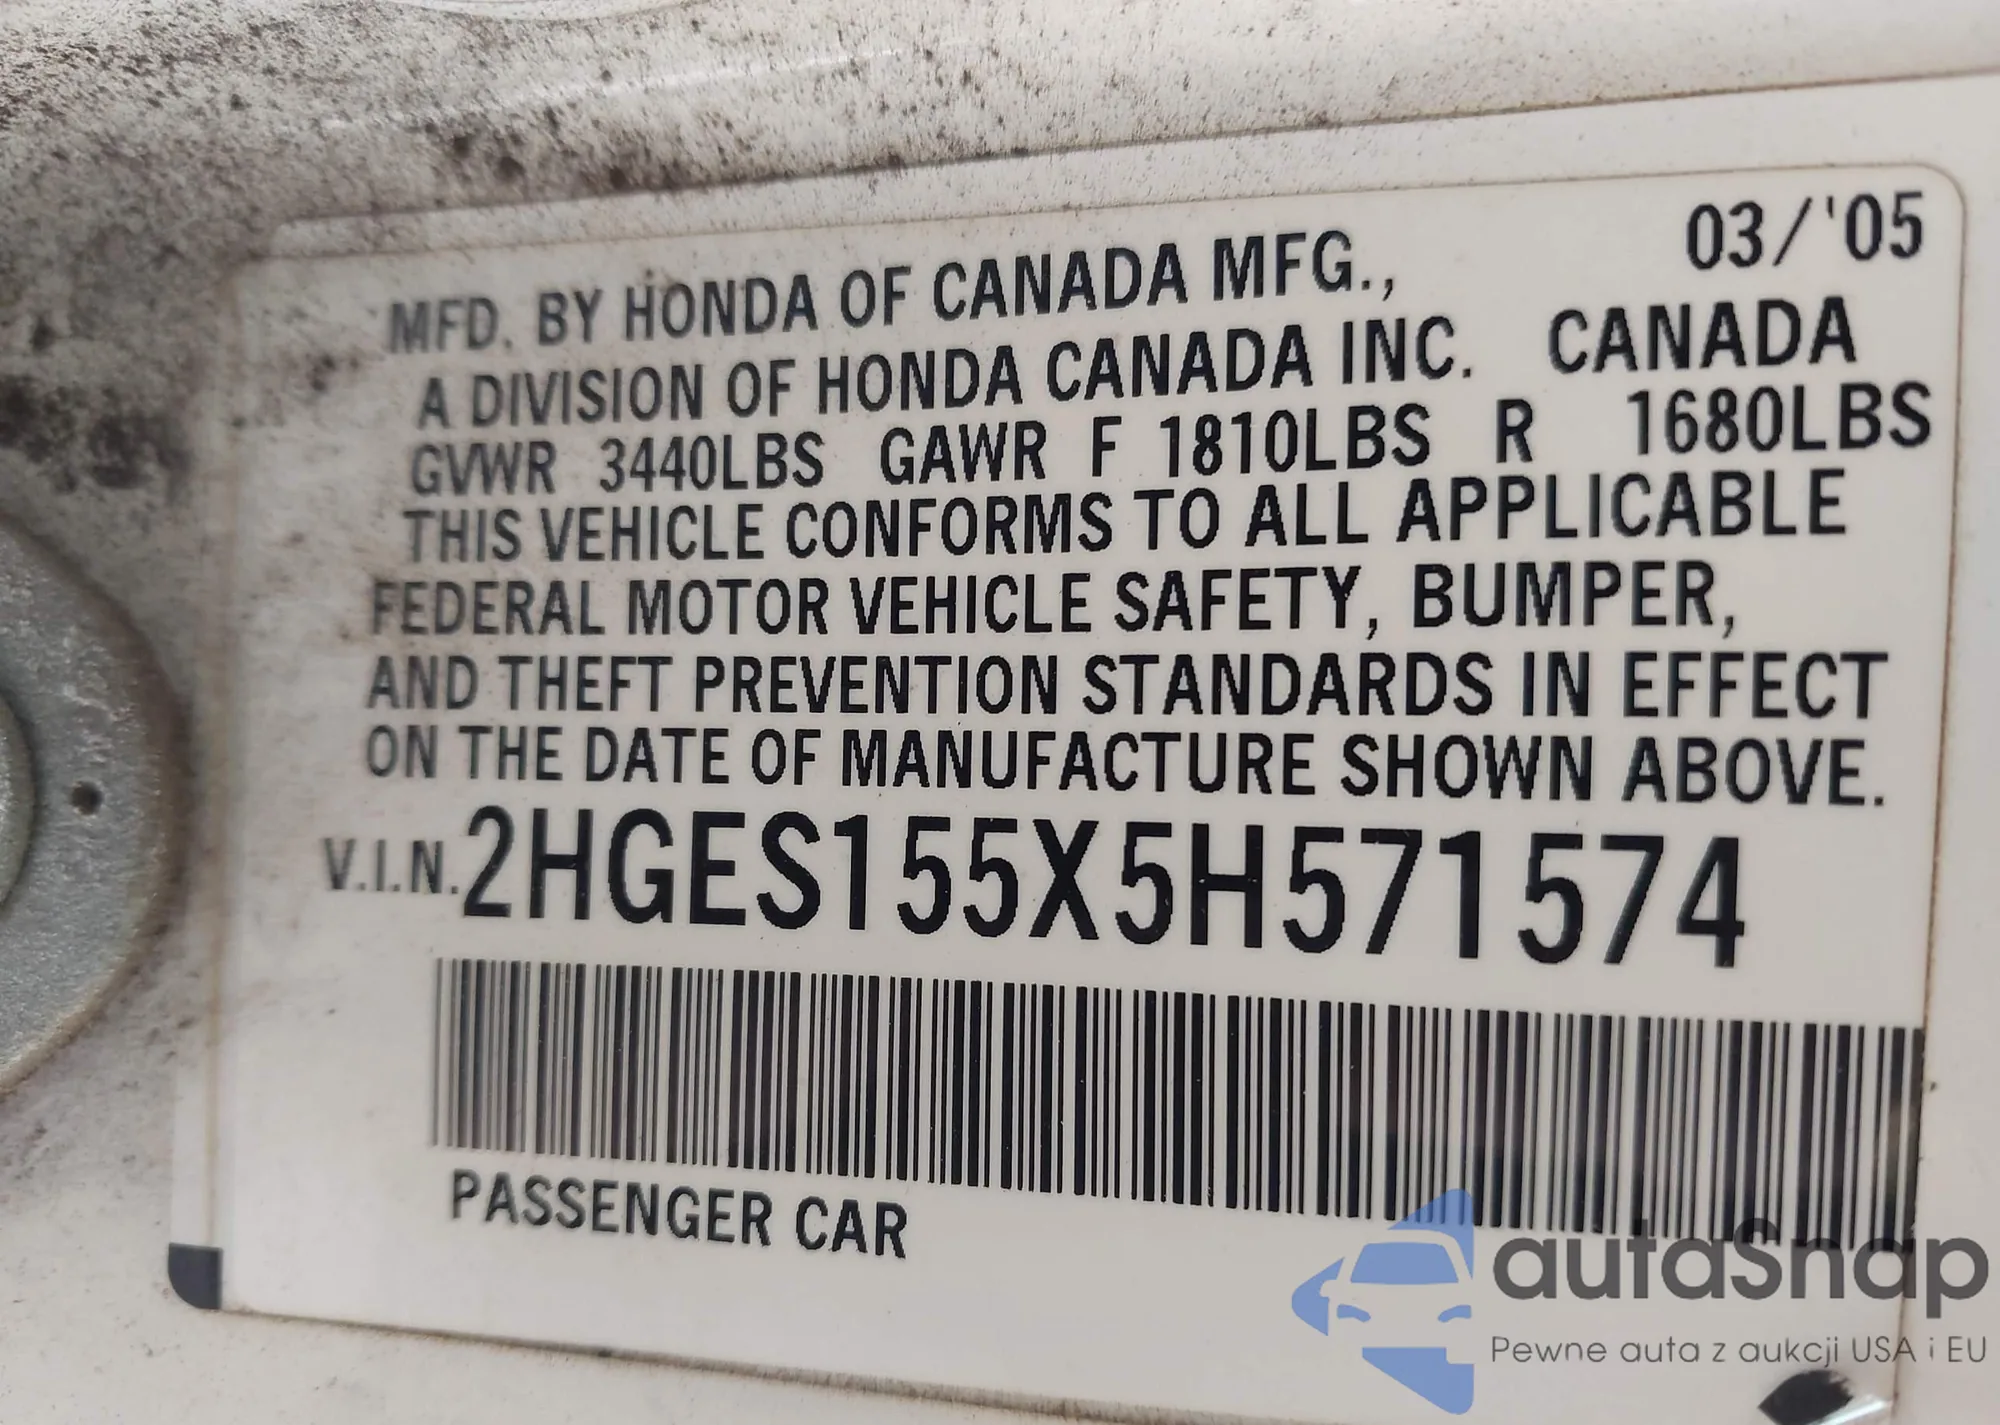 03/'05
MFD. BY HONDA OF CANADA MFG.,
A DIVISION OF HONDA CANADA INC. CANADA
GVWR 3440LBS GAWR F 1810LBS R 1680LBS
THIS VEHICLE CONFORMS TO ALL APPLICABLE
FEDERAL MOTOR VEHICLE SAFETY, BUMPER,
AND THEFT PREVENTION STANDARDS IN EFFECT
ON THE DATE OF MANUFACTURE SHOWN ABOVE.
V.I.N. 2HGES155X5H571574
PASSENGER CAR
autaSnap
Pewne auta z aukcji USA i EU